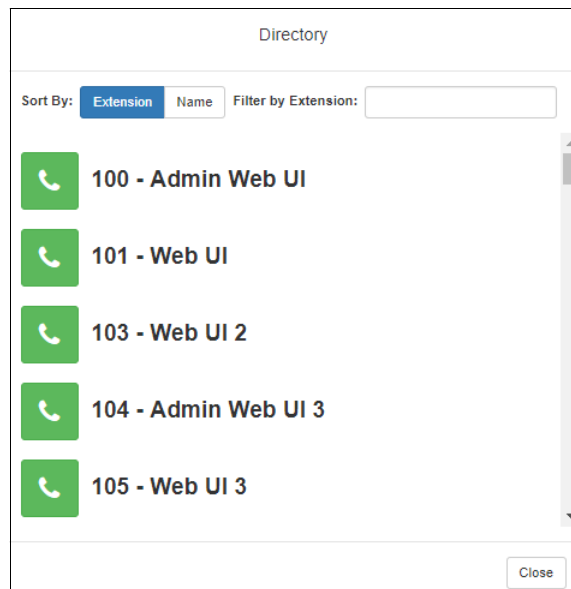 Directory
Sort By: Extension Name Filter by Extension:
100 - Admin Web UI
101 - Web UI
103 - Web UI 2
104 - Admin Web UI 3
105 - Web UI 3
Close